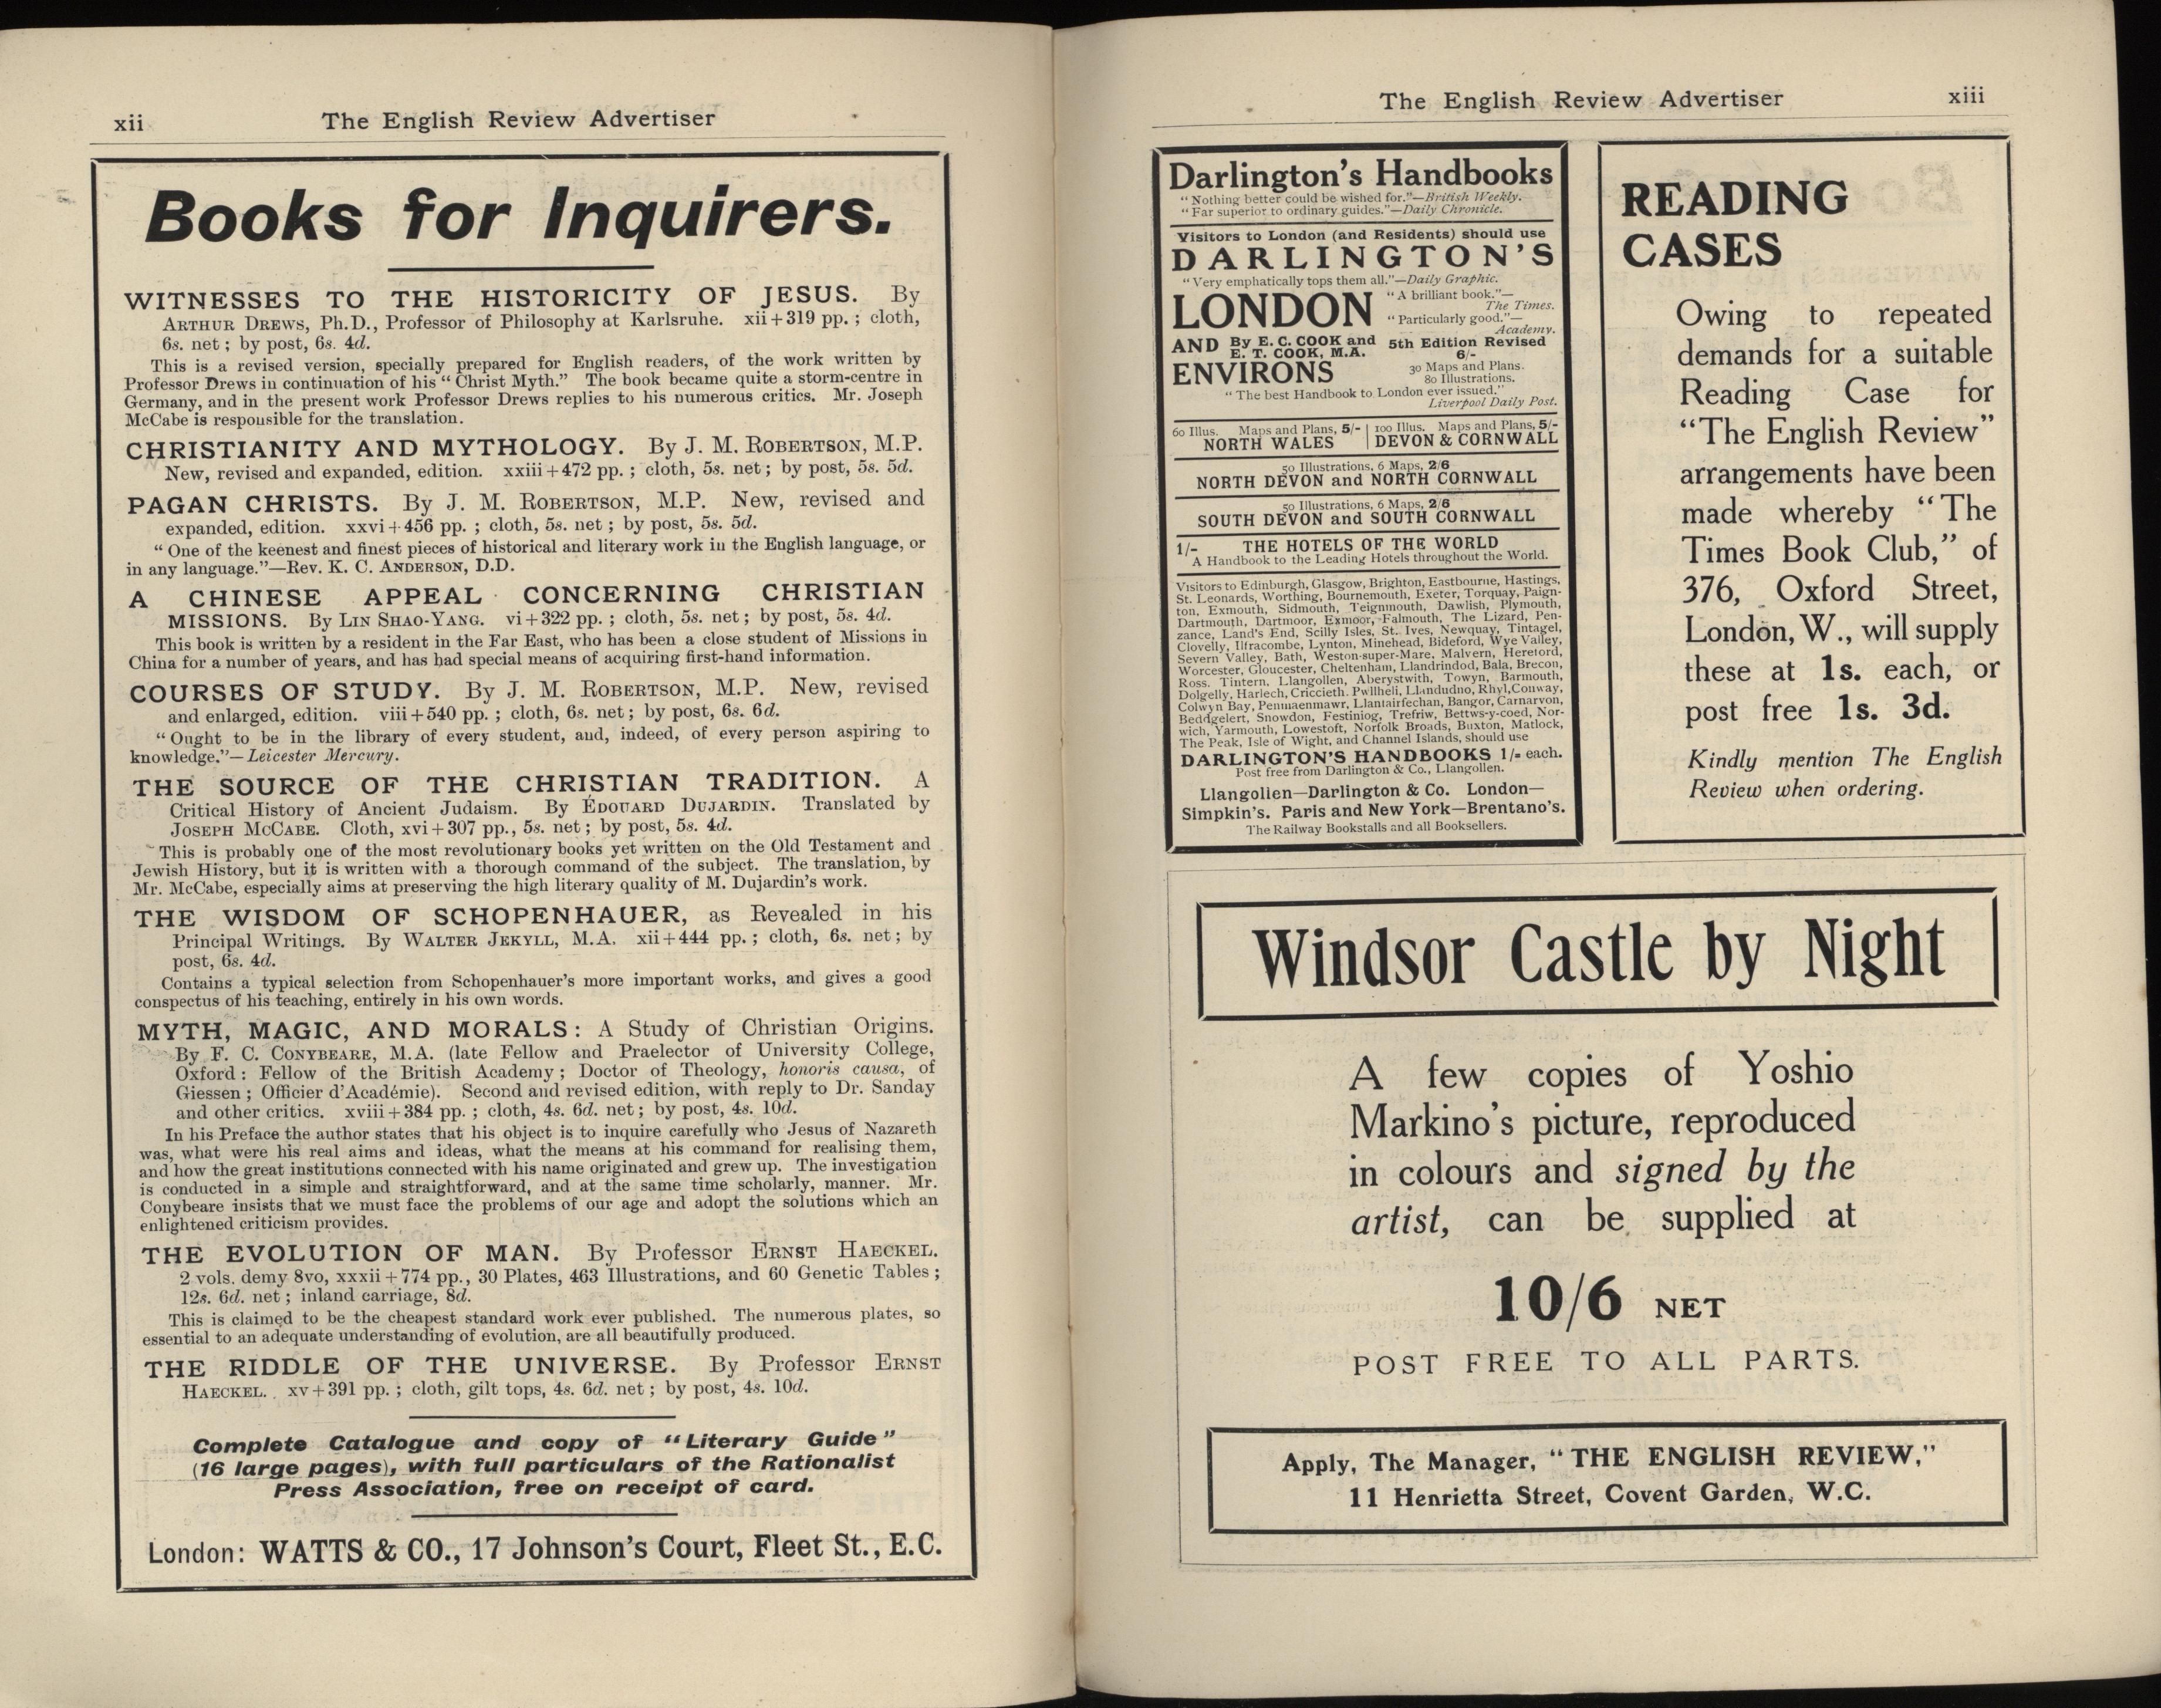 xii
The English Review Advertiser
Books for Inquirers.
WITNESSES TO THE HISTORICITY OF JESUS. By
ARTHUR DREWS, Ph.D., Professor of Philosophy at Karlsruhe. xii+319 pp.; cloth,
6s. net; by post, 6s. 4d.
This is a revised version, specially prepared for English readers, of the work written by
Professor Drews in continuation of his “Christ Myth.” The book became quite a storm-centre in
Germany, and in the present work Professor Drews replies to his numerous critics. Mr. Joseph
McCabe is responsible for the translation.
CHRISTIANITY AND MYTHOLOGY. By J. M. ROBERTSON, M.P.
New, revised and expanded, edition. xxiii+472 pp.; cloth, 5s. net; by post, 5s. 5d.
PAGAN CHRISTS. By J. M. ROBERTSON, M.P. New, revised and
expanded, edition. xxvi+456 pp.; cloth, 5s. net; by post, 5s. 5d.
“One of the keenest and finest pieces of historical and literary work in the English language, or
in any language.”—Rev. K. C. ANDERSON, D.D.
A CHINESE APPEAL CONCERNING CHRISTIAN
MISSIONS. By LIN SHAO-YANG. vi+322 pp.; cloth, 5s. net; by post, 5s. 4d.
This book is written by a resident in the Far East, who has been a close student of Missions in
China for a number of years, and has had special means of acquiring first-hand information.
COURSES OF STUDY. By J. M. ROBERTSON, M.P. New, revised
and enlarged, edition. viii+540 pp.; cloth, 6s. net; by post, 6s. 6d.
“Ought to be in the library of every student, and, indeed, of every person aspiring to
knowledge.”—Leicester Mercury.
THE SOURCE OF THE CHRISTIAN TRADITION. A
Critical History of Ancient Judaism. By ÉDOUARD DUJARDIN. Translated by
JOSEPH MCCABE. Cloth, xvi+307 pp., 5s. net; by post, 5s. 4d.
This is probably one of the most revolutionary books yet written on the Old Testament and
Jewish History, but it is written with a thorough command of the subject. The translation, by
Mr. McCabe, especially aims at preserving the high literary quality of M. Dujardin's work.
THE WISDOM OF SCHOPENHAUER, as Revealed in his
Principal Writings. By WALTER JEKYLL, M.A. xii+444 pp.; cloth, 6s. net; by
post, 6s. 4d.
Contains a typical selection from Schopenhauer's more important works, and gives a good
conspectus of his teaching, entirely in his own words.
MYTH, MAGIC, AND MORALS: A Study of Christian Origins.
By F. C. CONYBEARE, M.A. (late Fellow and Praelector of University College,
Oxford: Fellow of the British Academy; Doctor of Theology, honoris causa, of
Giessen; Officier d'Académie). Second and revised edition, with reply to Dr. Sanday
and other critics. xviii+384 pp.; cloth, 4s. 6d. net; by post, 4s. 10d.
In his Preface the author states that his object is to inquire carefully who Jesus of Nazareth
was, what were his real aims and ideas, what the means at his command for realising them,
and how the great institutions connected with his name originated and grew up. The investigation
is conducted in a simple and straightforward, and at the same time scholarly, manner. Mr.
Conybeare insists that we must face the problems of our age and adopt the solutions which an
enlightened criticism provides.
THE EVOLUTION OF MAN. By Professor ERNST HAECKEL.
2 vols. demy 8vo, xxxii+774 pp., 30 Plates, 463 Illustrations, and 60 Genetic Tables;
12s. 6d. net; inland carriage, 8d.
This is claimed to be the cheapest standard work ever published. The numerous plates, so
essential to an adequate understanding of evolution, are all beautifully produced.
THE RIDDLE OF THE UNIVERSE. By Professor ERNST
HAECKEL. xv+391 pp.; cloth, gilt tops, 4s. 6d. net; by post, 4s. 10d.
Complete Catalogue and copy of “Literary Guide”
(16 large pages), with full particulars of the Rationalist
Press Association, free on receipt of card.
London: WATTS & CO., 17 Johnson's Court, Fleet St., E.C.
The English Review Advertiser
xiii
Darlington's Handbooks
“Nothing better could be wished for.”—British Weekly.
“Far superior to ordinary guides.”—Daily Chronicle.
Visitors to London (and Residents) should use
DARLINGTON'S
“Very emphatically tops them all.”—Daily Graphic.
LONDON “A brilliant book.”—
The Times.
“Particularly good.”—
Academy.
AND By E. C. COOK and 5th Edition Revised
E. T. COOK, M.A. 6/-
ENVIRONS 30 Maps and Plans.
80 Illustrations.
“The best Handbook to London ever issued.”
Liverpool Daily Post.
60 Illus. Maps and Plans, 5/- 100 Illus. Maps and Plans, 5/-
NORTH WALES DEVON & CORNWALL
50 Illustrations, 6 Maps, 2/6
NORTH DEVON and NORTH CORNWALL
50 Illustrations, 6 Maps, 2/6
SOUTH DEVON and SOUTH CORNWALL
1/- THE HOTELS OF THE WORLD
A Handbook to the Leading Hotels throughout the World.
Visitors to Edinburgh, Glasgow, Brighton, Eastbourne, Hastings,
St. Leonards, Worthing, Bournemouth, Exeter, Torquay, Paign-
ton, Exmouth, Sidmouth, Teignmouth, Dawlish, Plymouth,
Dartmouth, Dartmoor, Exmoor, Falmouth, The Lizard, Pen-
zance, Land's End, Scilly Isles, St. Ives, Newquay, Tintagel,
Clovelly, Ilfracombe, Lynton, Minehead, Bideford, Wye Valley,
Severn Valley, Bath, Weston-super-Mare, Malvern, Hereford,
Worcester, Gloucester, Cheltenham, Llandrindod, Bala, Brecon,
Ross, Tintern, Llangollen, Aberystwith, Towyn, Barmouth,
Dolgelly, Harlech, Criccieth, Pwllheli, Llandudno, Rhyl, Conway,
Colwyn Bay, Penmaenmawr, Llanfairfechan, Bangor, Carnarvon,
Beddgelert, Snowdon, Festiniog, Trefriw, Bettws-y-coed, Nor-
wich, Yarmouth, Lowestoft, Norfolk Broads, Buxton, Matlock,
The Peak, Isle of Wight, and Channel Islands, should use
DARLINGTON'S HANDBOOKS 1/- each.
Post free from Darlington & Co., Llangollen.
Llangollen—Darlington & Co. London—
Simpkin's. Paris and New York—Brentano's.
The Railway Bookstalls and all Booksellers.
READING
CASES
Owing to repeated
demands for a suitable
Reading Case for
“The English Review”
arrangements have been
made whereby “The
Times Book Club,” of
376, Oxford Street,
London, W., will supply
these at 1s. each, or
post free 1s. 3d.
Kindly mention The English
Review when ordering.
Windsor Castle by Night
A few copies of Yoshio
Markino's picture, reproduced
in colours and signed by the
artist, can be supplied at
10/6 NET
POST FREE TO ALL PARTS.
Apply, The Manager, “THE ENGLISH REVIEW,”
11 Henrietta Street, Covent Garden, W.C.